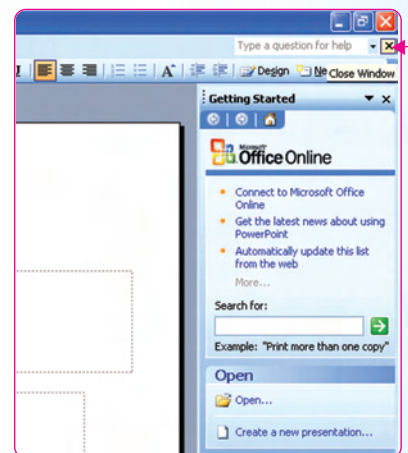 Type a question for help
U
A
Design
Ne
Close Window
Getting Started
Microsoft
Office Online
Connect to Microsoft Office
Online
Get the latest news about using
PowerPoint
Automatically update this list
from the web
More...
Search for:
Example: "Print more than one copy"
Open
Open...
Create a new presentation...